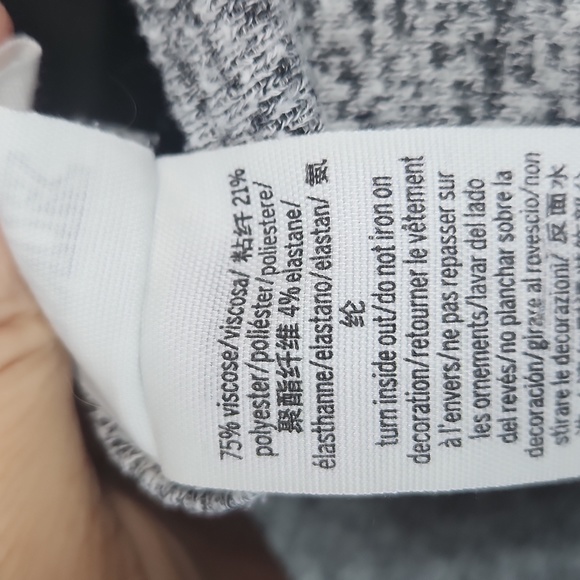 75% viscose/viscosa/ 粘纤 21%
polyester/poliéster/poliestere/
聚酯纤维 4% elastane/
élasthanne/elastano/elastan/ 氨
纶
turn inside out/do not iron on
decoration/retourner le vêtement
à l'envers/ne pas repasser sur
les ornements/lavar del lado
del revés/no planchar sobre la
decoración/girare al rovescio/non
stirare le decorazioni/ 反面水